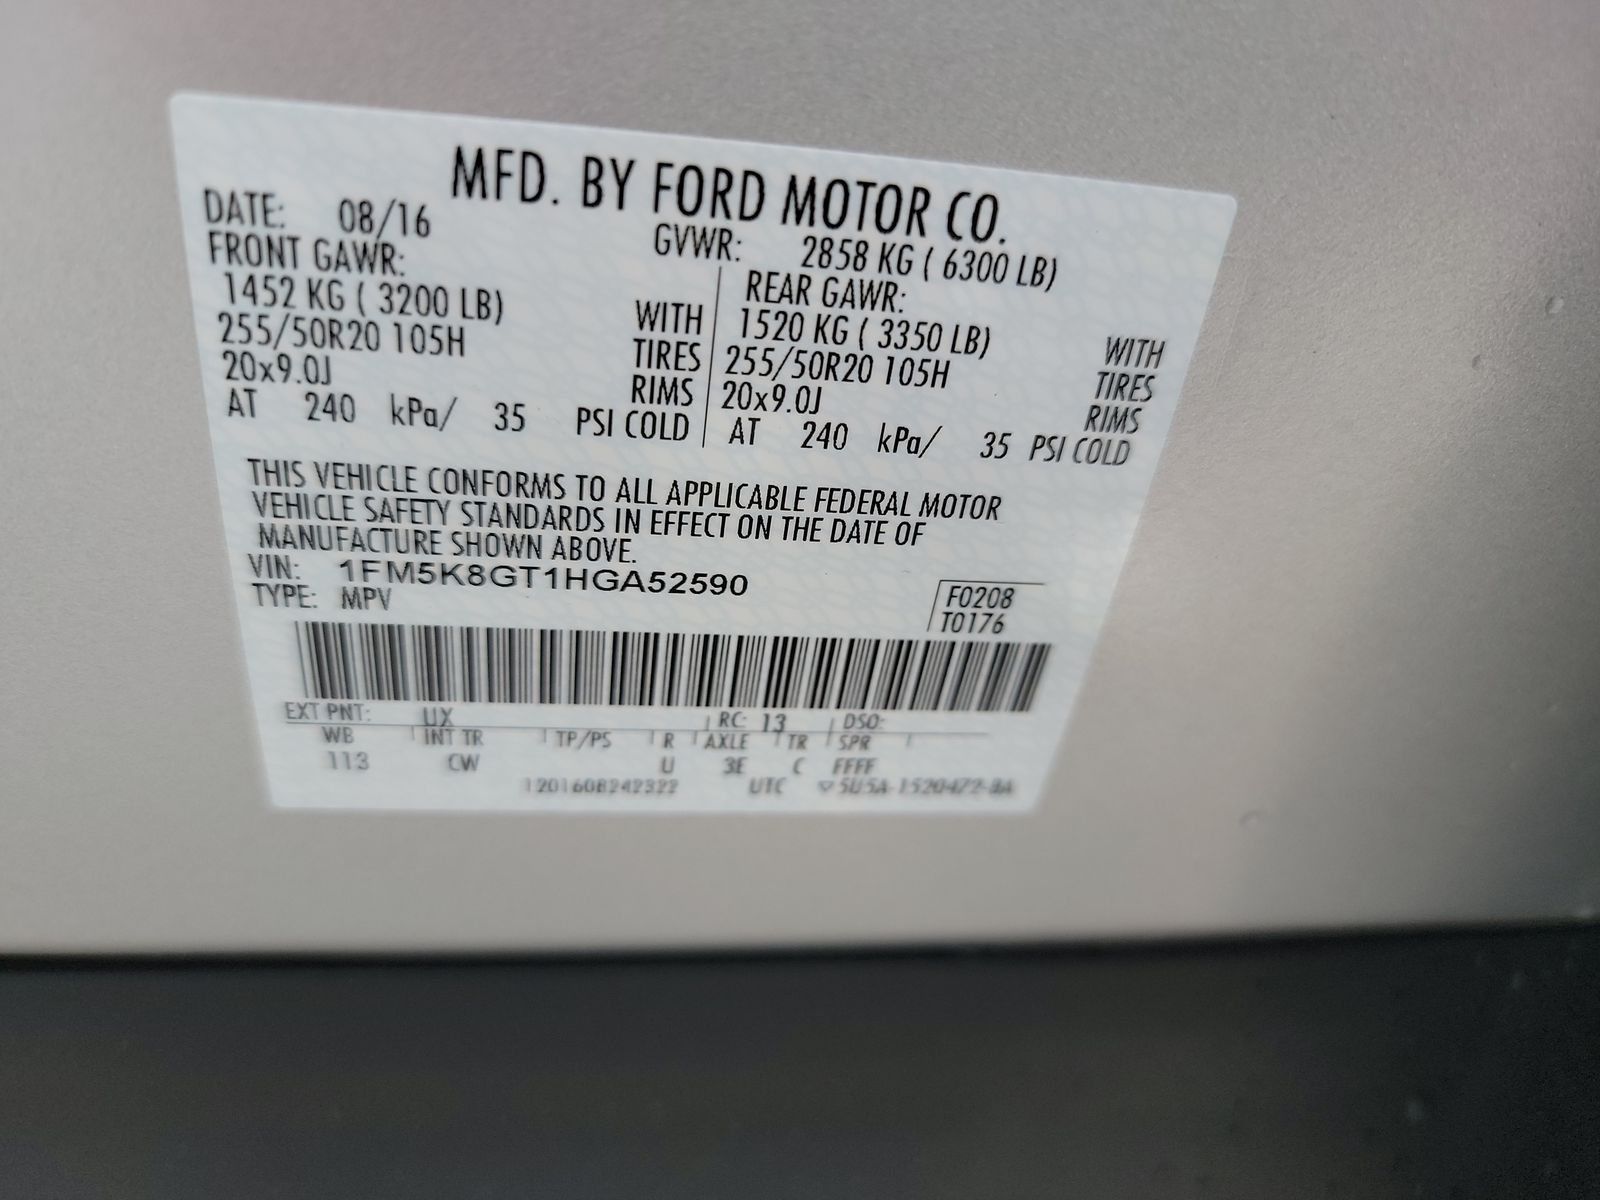 MFD. BY FORD MOTOR CO.
DATE: 08/16 GVWR: 2858 KG ( 6300 LB)
FRONT GAWR: REAR GAWR:
1452 KG ( 3200 LB) WITH 1520 KG ( 3350 LB) WITH
255/50R20 105H TIRES 255/50R20 105H TIRES
20x9.0J RIMS 20x9.0J RIMS
AT 240 kPa/ 35 PSI COLD AT 240 kPa/ 35 PSI COLD
THIS VEHICLE CONFORMS TO ALL APPLICABLE FEDERAL MOTOR
VEHICLE SAFETY STANDARDS IN EFFECT ON THE DATE OF
MANUFACTURE SHOWN ABOVE.
VIN: 1FM5K8GT1HGA52590
TYPE: MPV F0208
T0176
EXT PNT: UX RC: 13 DSO:
WB INT TR TP/PS R AXLE TR SPR
113 CW U 3E C FFFF
UTC